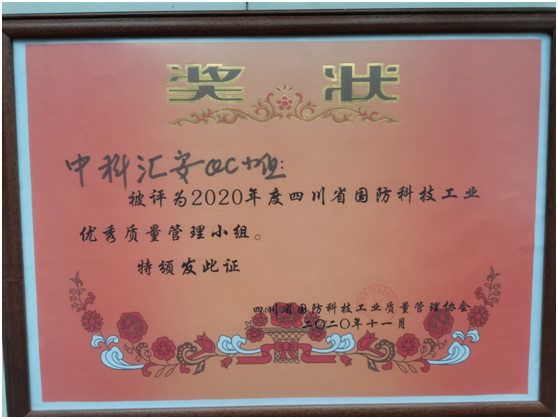 奖状
中科汇安QC小组:
被评为2020年度四川省国防科技工业
优秀质量管理小组。
特颁发此证
四川省国防科技工业质量管理协会
二〇二〇年十一月